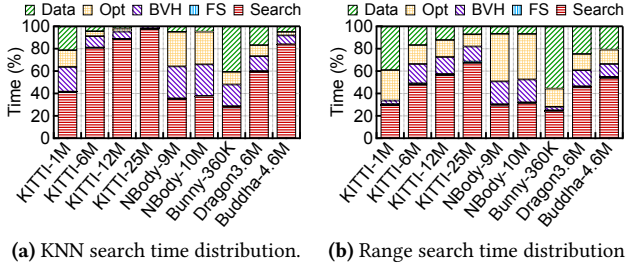 Data Opt BVH FS Search
Time (%)
100
80
60
40
20
0
KITTI-1M
KITTI-6M
KITTI-12M
KITTI-25M
NBody-9M
NBody-10M
Bunny-360K
Dragon3.6M
Buddha-4.6M
(a) KNN search time distribution.
Data Opt BVH FS Search
Time (%)
100
80
60
40
20
0
KITTI-1M
KITTI-6M
KITTI-12M
KITTI-25M
NBody-9M
NBody-10M
Bunny-360K
Dragon3.6M
Buddha-4.6M
(b) Range search time distribution